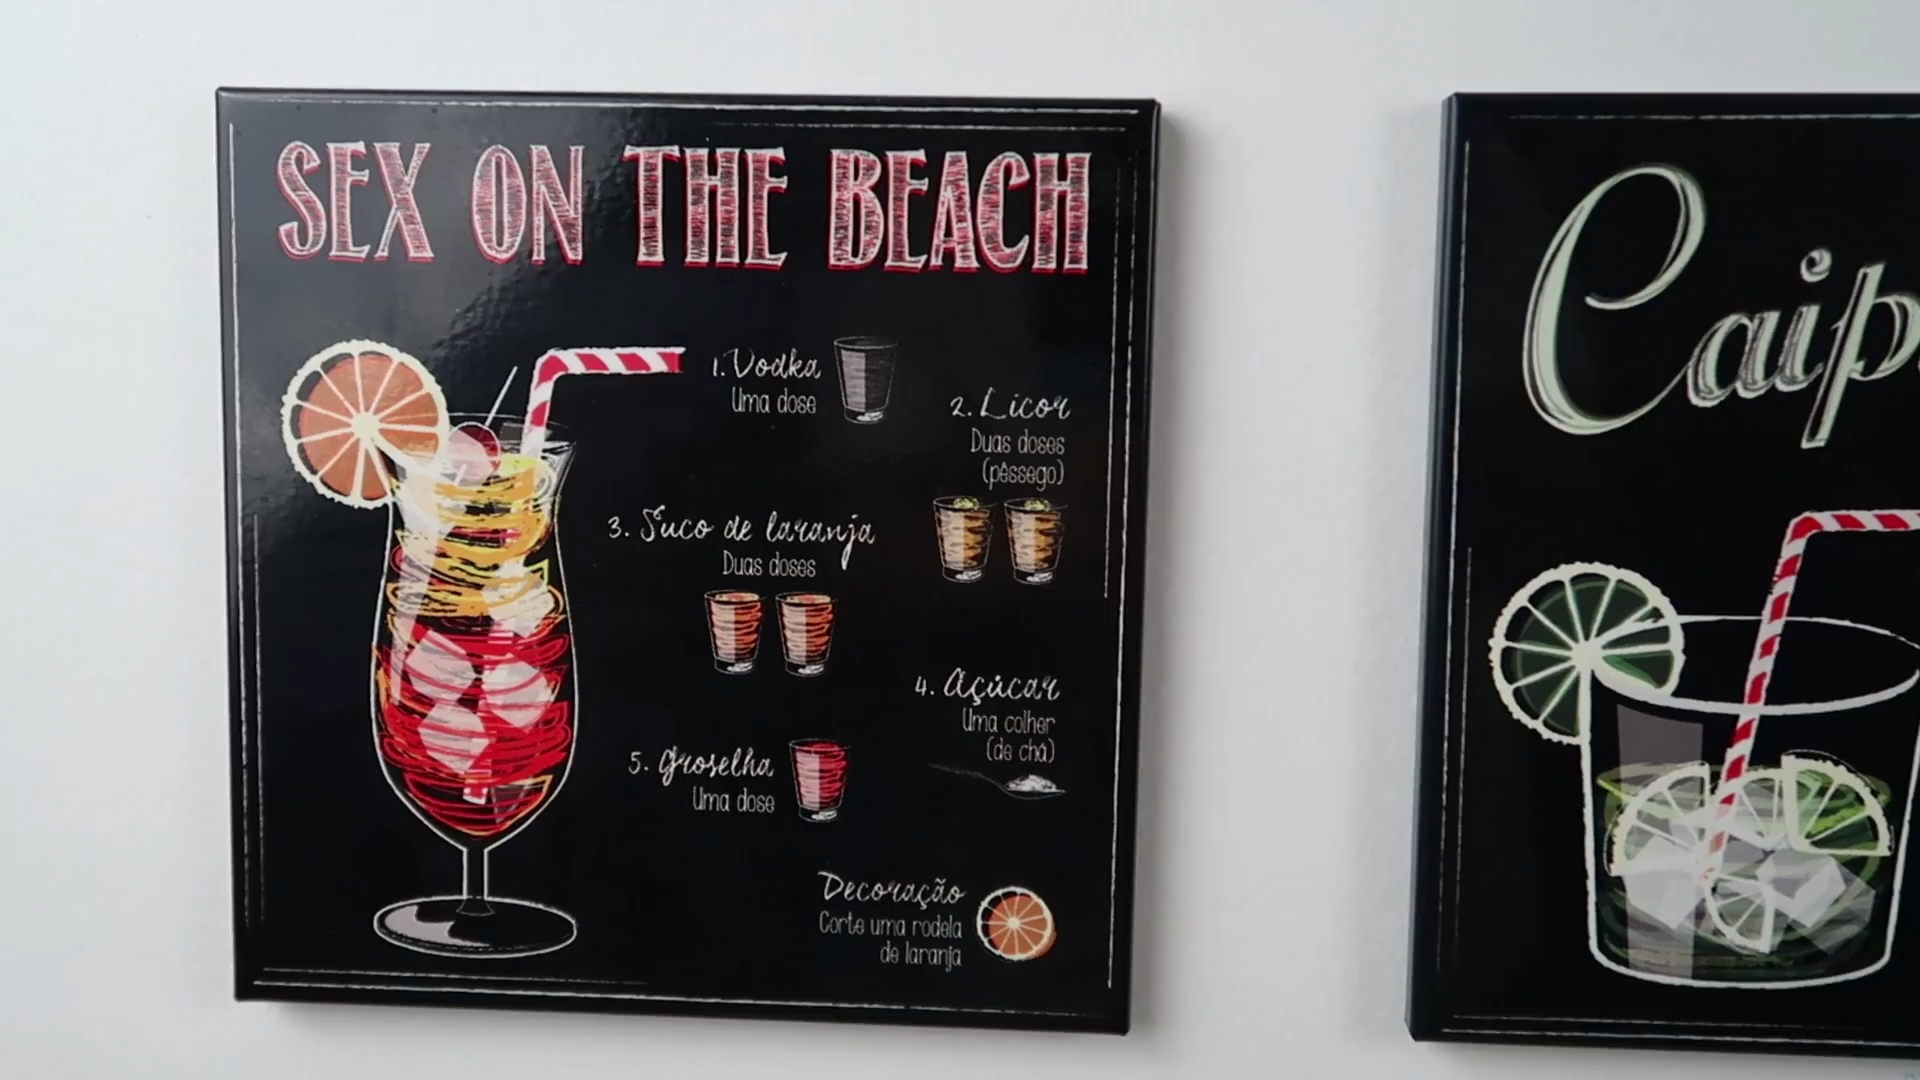 SEX ON THE BEACH
1. Vodka
Uma dose
2. Licor
Duas doses
(pêssego)
3. Suco de laranja
Duas doses
4. Açúcar
Uma colher
(de chá)
5. Groselha
Uma dose
Decoração
Corte uma rodela
de laranja
Caip